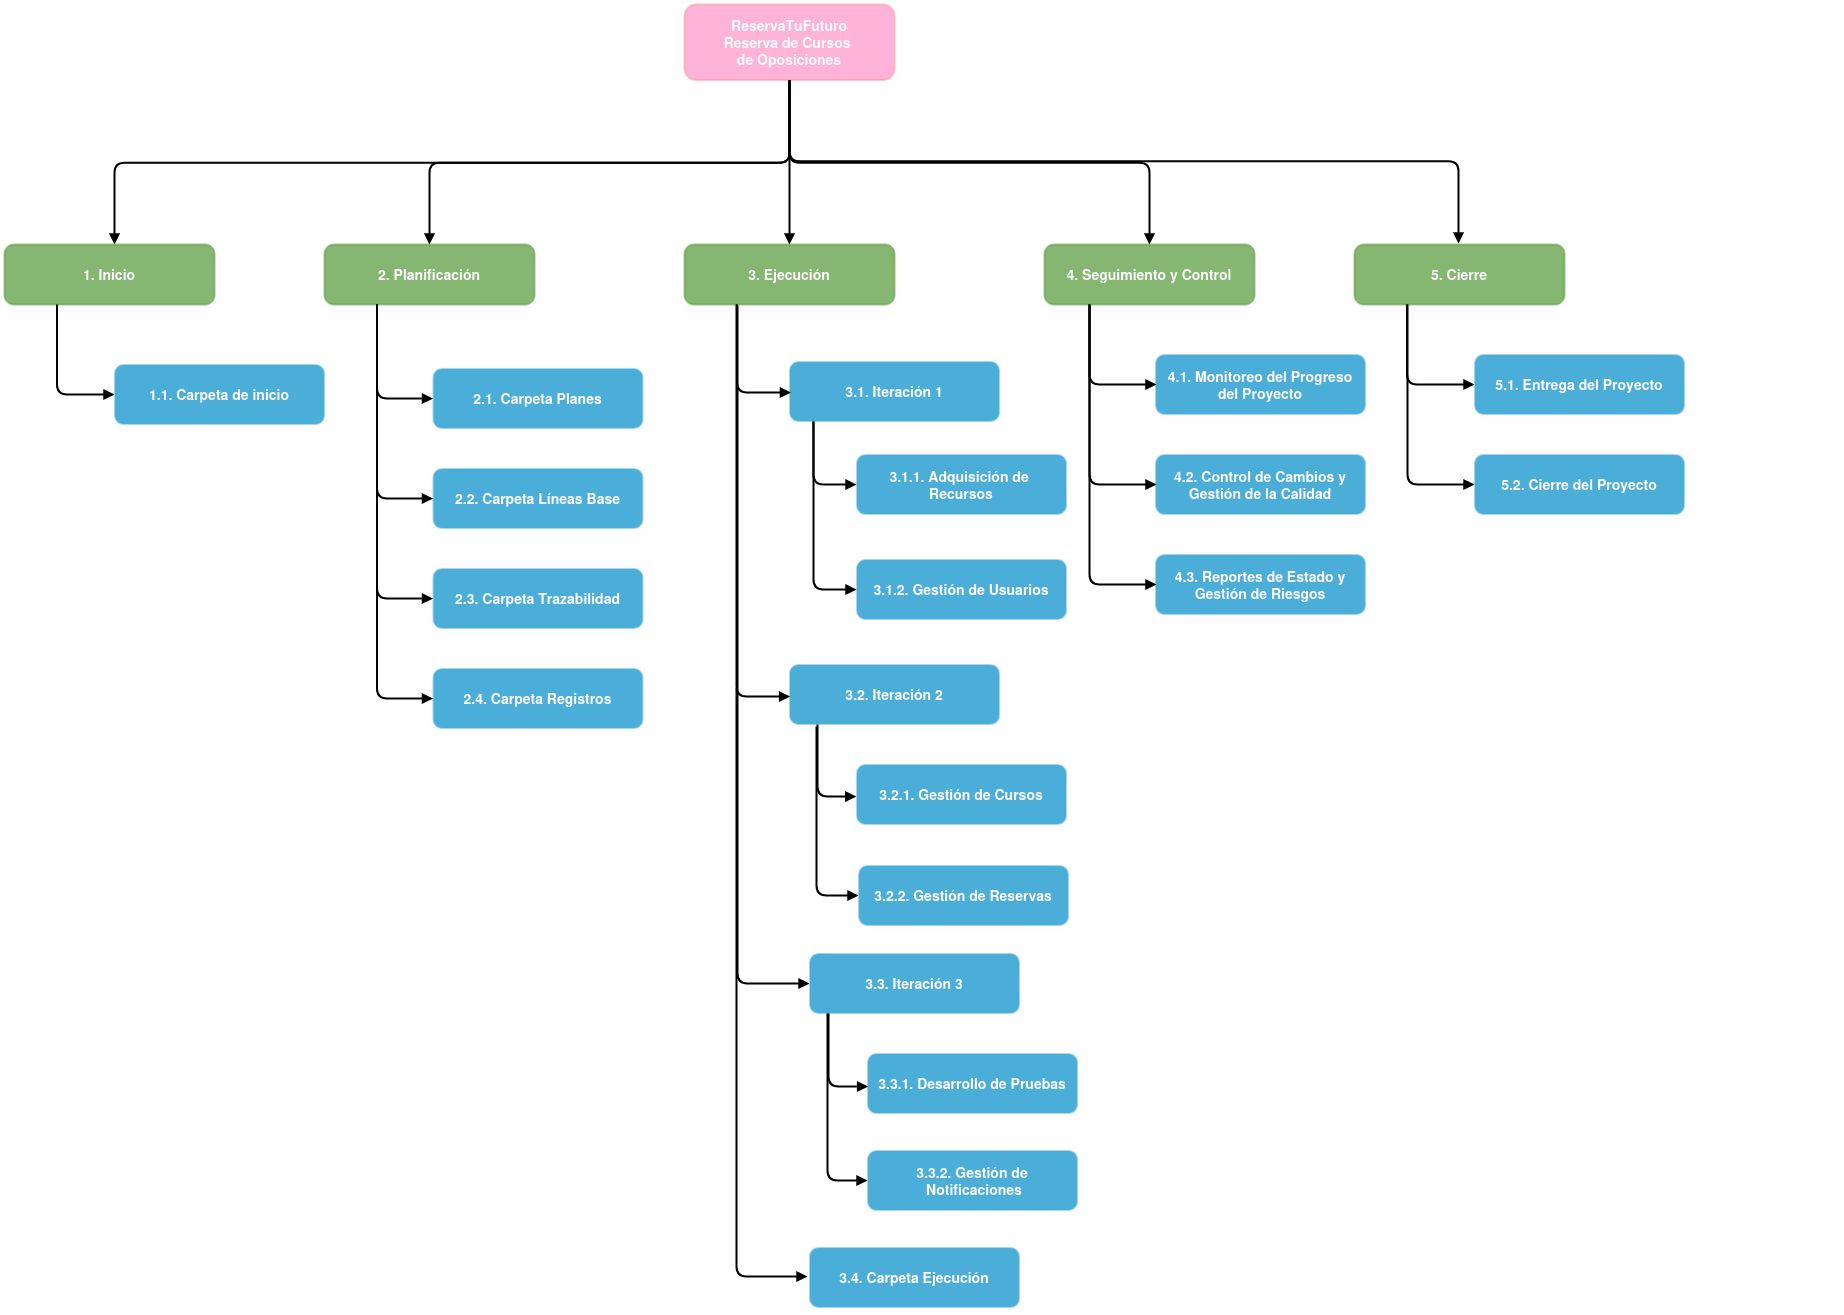 ReservaTuFuturo
Reserva de Cursos
de Oposiciones
1. Inicio
1.1. Carpeta de inicio
2. Planificación
2.1. Carpeta Planes
2.2. Carpeta Líneas Base
2.3. Carpeta Trazabilidad
2.4. Carpeta Registros
3. Ejecución
3.1. Iteración 1
3.1.1. Adquisición de
Recursos
3.1.2. Gestión de Usuarios
3.2. Iteración 2
3.2.1. Gestión de Cursos
3.2.2. Gestión de Reservas
3.3. Iteración 3
3.3.1. Desarrollo de Pruebas
3.3.2. Gestión de
Notificaciones
3.4. Carpeta Ejecución
4. Seguimiento y Control
4.1. Monitoreo del Progreso
del Proyecto
4.2. Control de Cambios y
Gestión de la Calidad
4.3. Reportes de Estado y
Gestión de Riesgos
5. Cierre
5.1. Entrega del Proyecto
5.2. Cierre del Proyecto